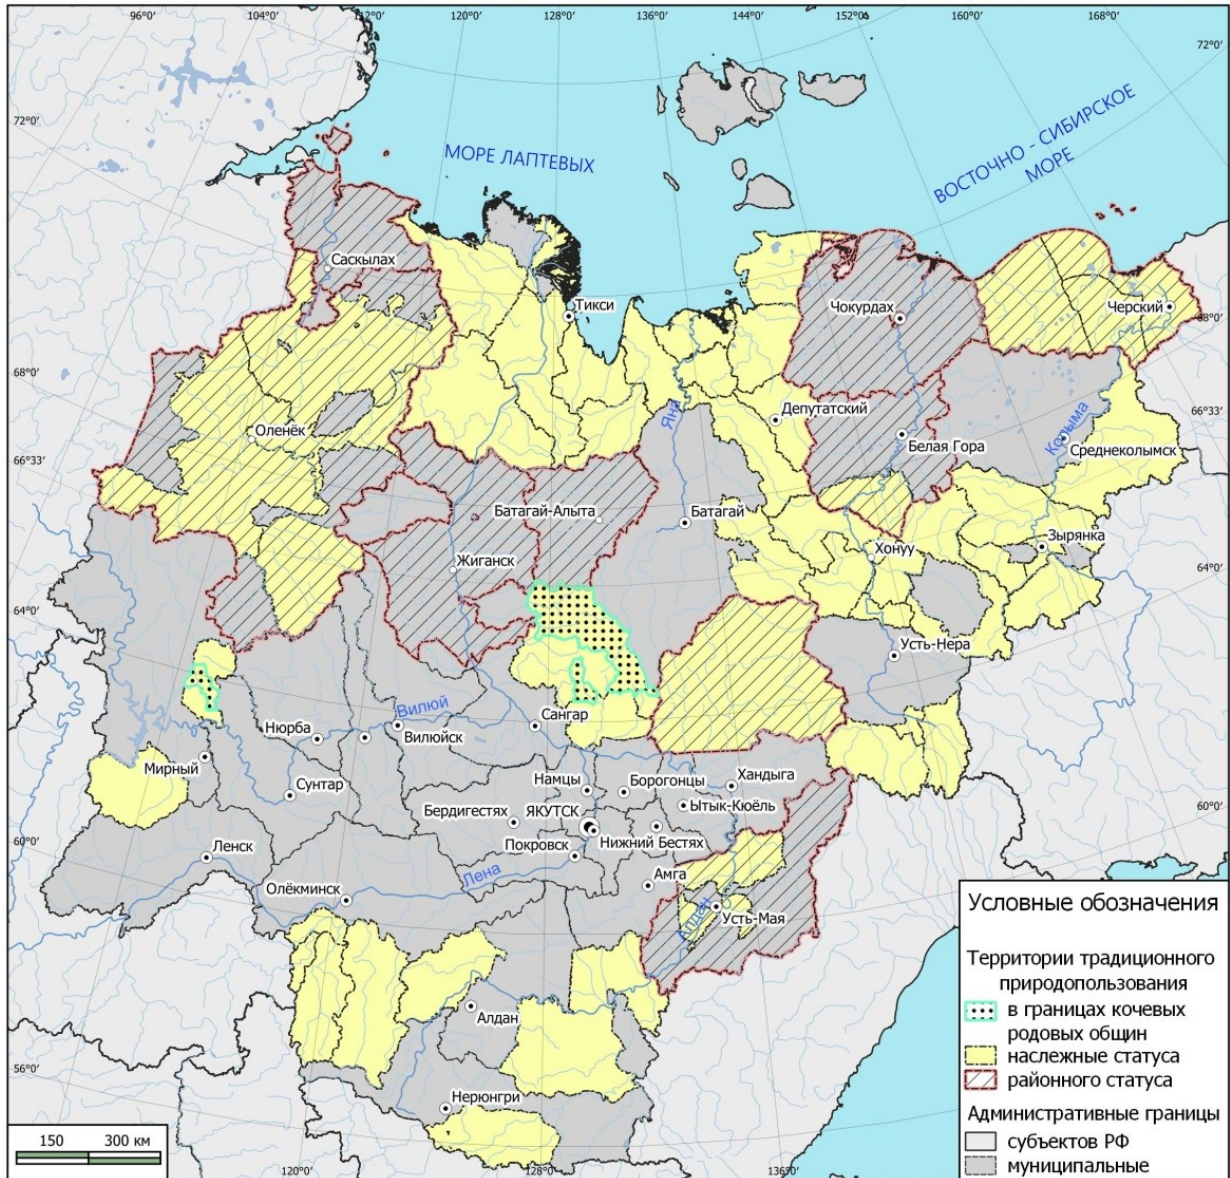 96°0'
104°0'
112°0'
120°0'
128°0'
136°0'
144°0'
152°0'
160°0'
168°0'
72°0'
72°0'
МОРЕ ЛАПТЕВЫХ
ВОСТОЧНО - СИБИРСКОЕ
МОРЕ
Саскылах
Тикси
Чокурдах
Черский
68°0'
68°0'
Яна
Депутатский
Оленёк
Белая Гора
Колыма
66°33'
Среднеколымск
66°33'
Батагай-Алыта
Батагай
Хонуу
Зырянка
Жиганск
64°0'
64°0'
Усть-Нера
Вилюй
Сангар
Нюрба
Вилюйск
Мирный
Намцы
Борогонцы
Хандыга
Сунтар
Бердигестях
ЯКУТСК
Ытык-Кюёль
60°0'
60°0'
Покровск
Нижний Бестях
Ленск
Лена
Амга
Олёкминск
Алдан
Усть-Мая
Алдан
56°0'
Нерюнгри
Условные обозначения
Территории традиционного
природопользования
в границах кочевых
родовых общин
наслежные статуса
районного статуса
Административные границы
субъектов РФ
муниципальные
150
300 км
120°0'
128°0'
136°0'